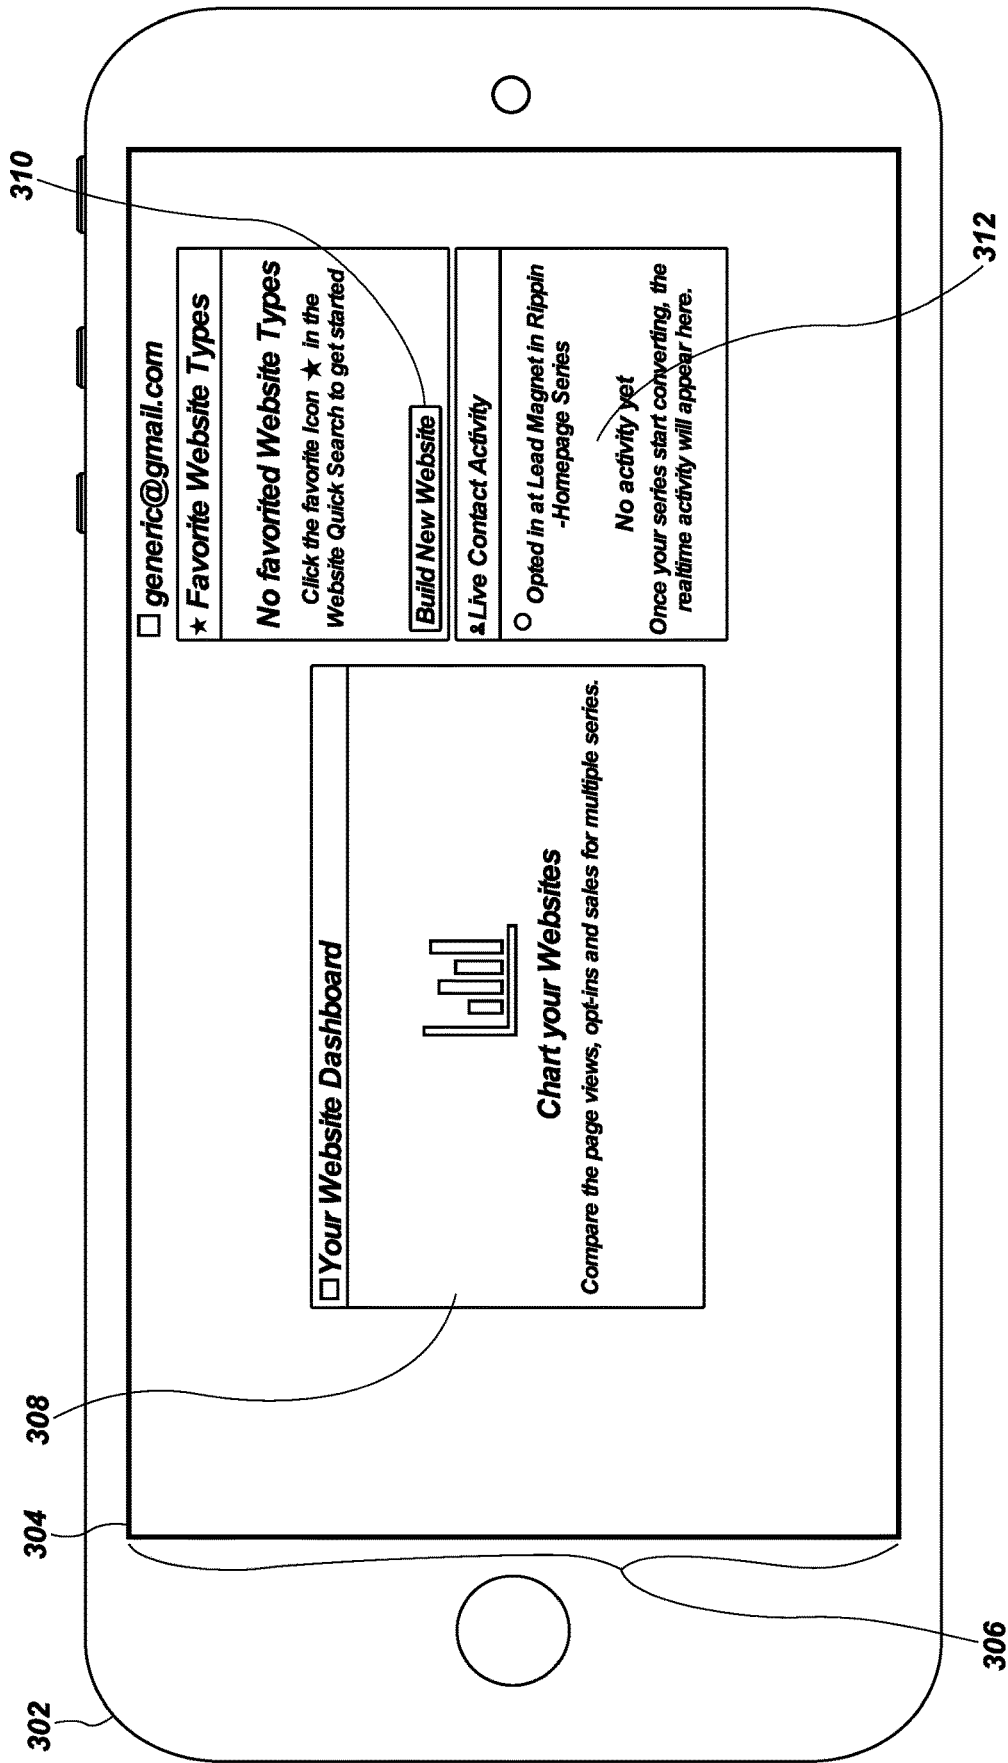 302
304
308
310
☐ generic@gmail.com
★ Favorite Website Types
No favorited Website Types
Click the favorite Icon ★ in the
Website Quick Search to get started
Build New Website
Live Contact Activity
Opted in at Lead Magnet in Rippin
-Homepage Series
No activity yet
Once your series start converting, the
realtime activity will appear here.
☐ Your Website Dashboard
Chart your Websites
Compare the page views, opt-ins and sales for multiple series.
306
312